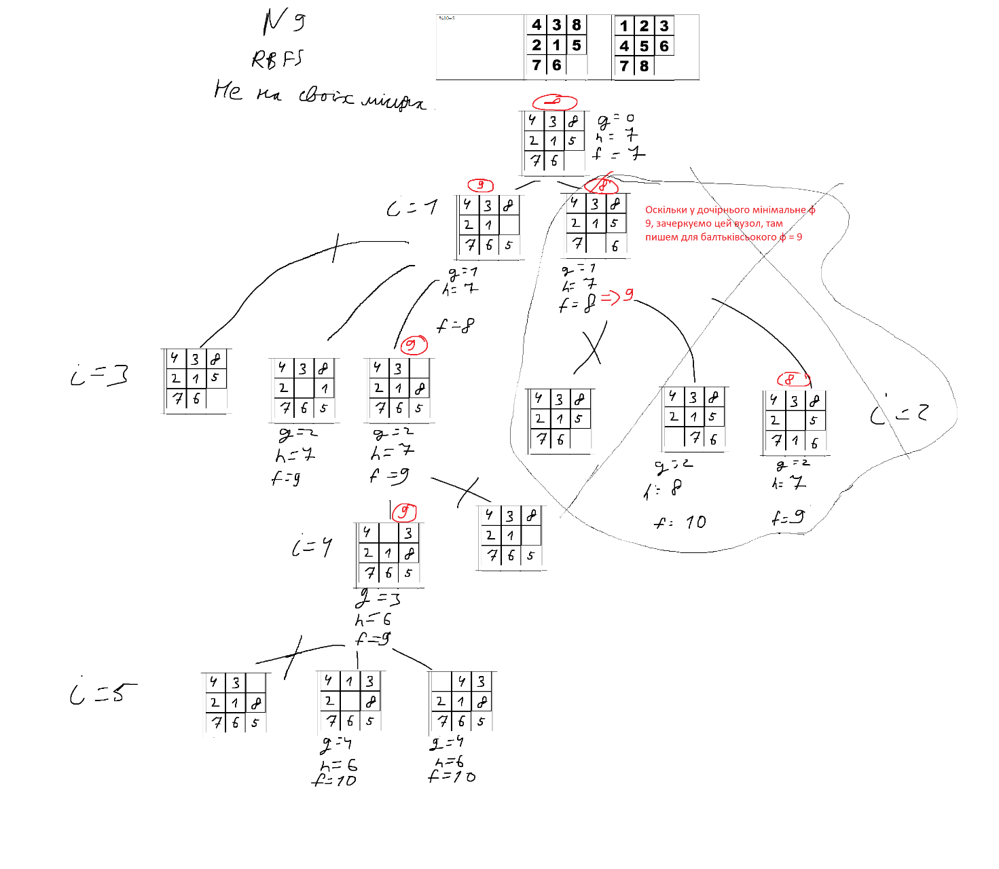 N 9
RBFS
Не на своїх місцях
%10=5
4 3 8
2 1 5
7 6
1 2 3
4 5 6
7 8
4 3 8
2 1 5
7 6
g=0
h=7
f=7
i=1
9
4 3 8
2 1
7 6 5
g=1
h=7
f=8
8
4 3 8
2 1 5
7 6
g=1
h=7
f=8 => 9
Оскільки у дочірнього мінімальне ф
9, зачеркуємо цей вузол, там
пишем для балтьківсьокого ф = 9
i=2
4 3 8
2 1 5
7 6
4 3 8
2 1 5
7 6
g=2
h=8
f=10
8
4 3 8
2 5
7 1 6
g=2
h=7
f=9
i=3
4 3 8
2 1 5
7 6
4 3 8
2 1
7 6 5
g=2
h=7
f=9
9
4 3
2 1 8
7 6 5
g=2
h=7
f=9
i=4
9
4 3
2 1 8
7 6 5
g=3
h=6
f=9
4 3 8
2 1
7 6 5
i=5
4 3
2 1 8
7 6 5
4 1 3
2 8
7 6 5
g=4
h=6
f=10
4 3
2 1 8
7 6 5
g=4
h=6
f=10